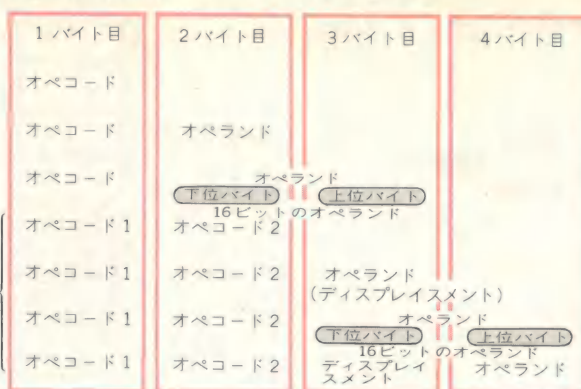 1 バイト目 2 バイト目 3 バイト目 4 バイト目
オペコード
オペコード オペランド
オペコード オペランド
下位バイト 上位バイト
16ビットのオペランド
オペコード 1 オペコード 2
オペコード 1 オペコード 2 オペランド
(ディスプレイスメント)
オペコード 1 オペコード 2 オペランド
下位バイト 上位バイト
16ビットのオペランド
オペコード 1 オペコード 2 ディスプレイ オペランド
スメント